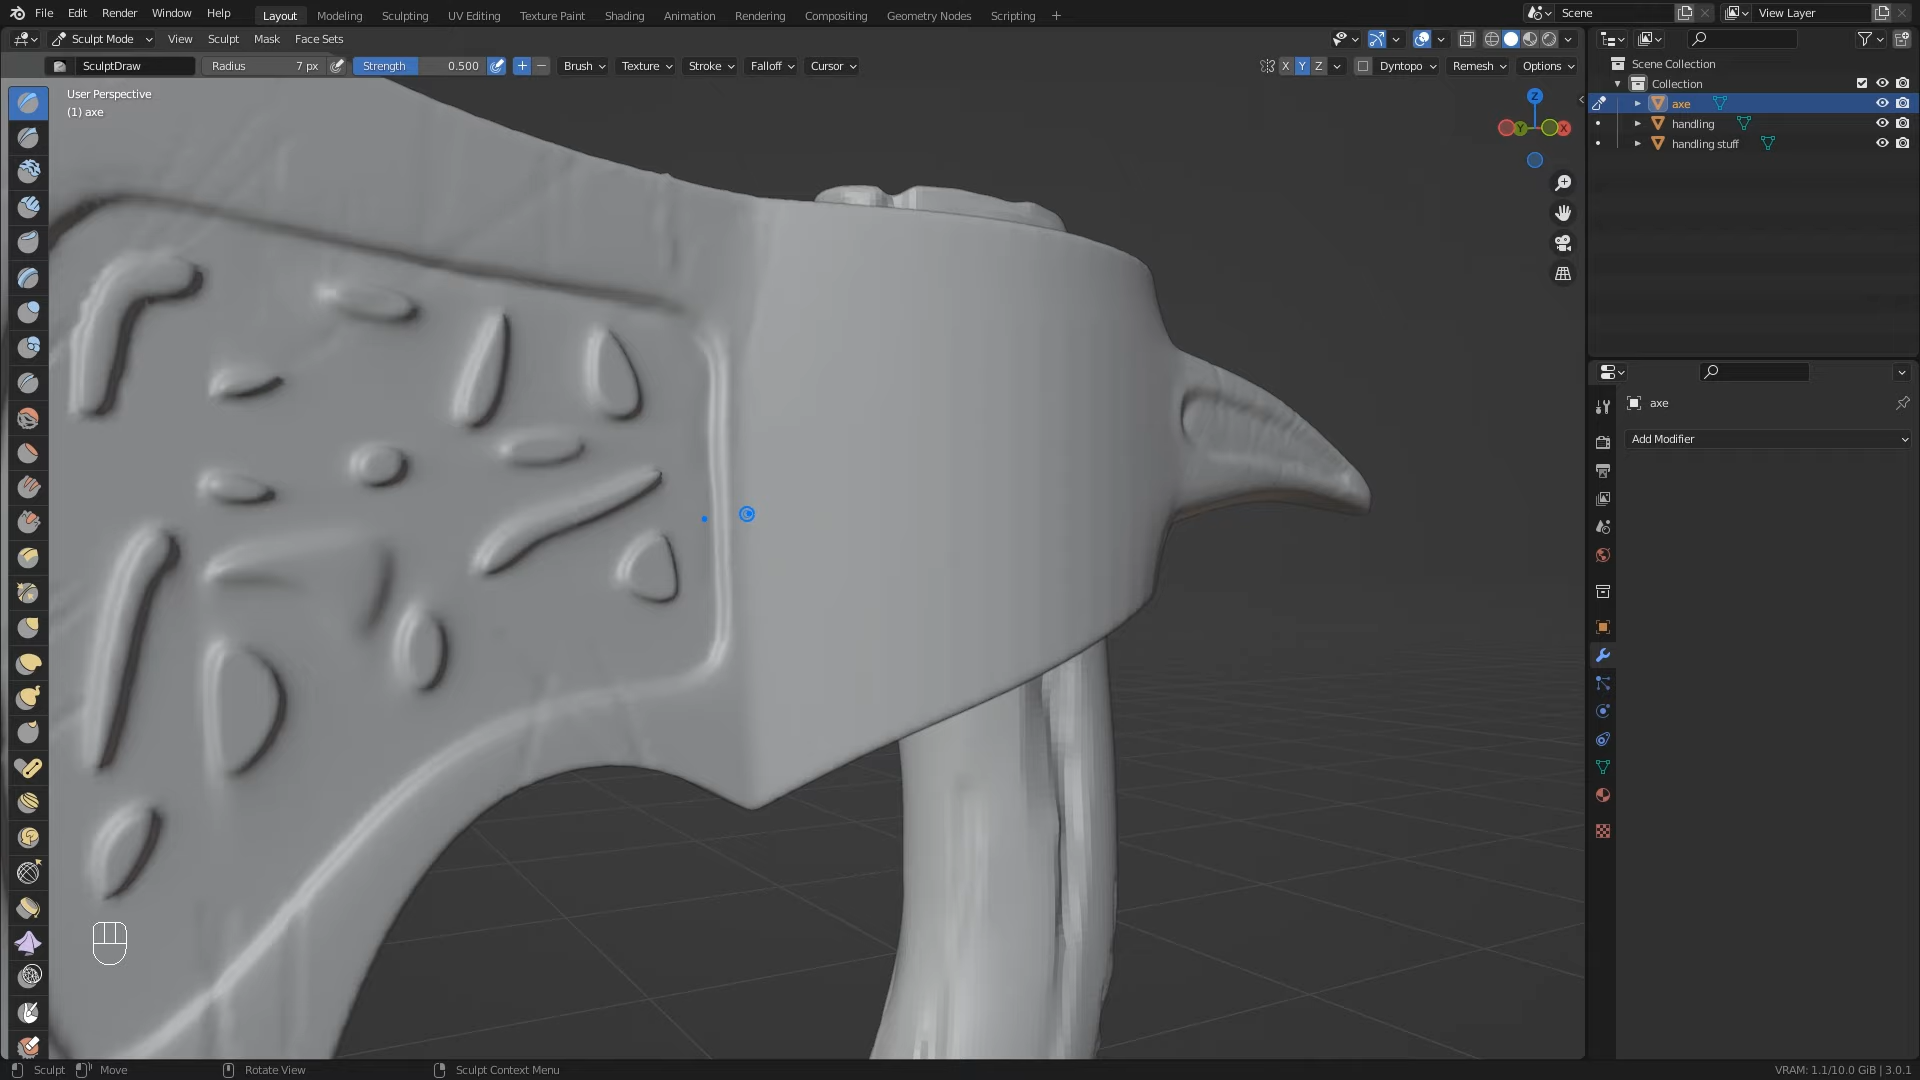 File Edit Render Window Help
Layout Modeling Sculpting UV Editing Texture Paint Shading Animation Rendering Compositing Geometry Nodes Scripting +
Scene
View Layer
Sculpt Mode View Sculpt Mask Face Sets
SculptDraw Radius 7 px Strength 0.500 Brush Texture Stroke Falloff Cursor
X Y Z Dyntopo Remesh Options
User Perspective
(1) axe
Z
Y X
Scene Collection
Collection
axe
handling
handling stuff
axe
Add Modifier
Sculpt Move Rotate View Sculpt Context Menu
VRAM: 1.1/10.0 GiB | 3.0.1